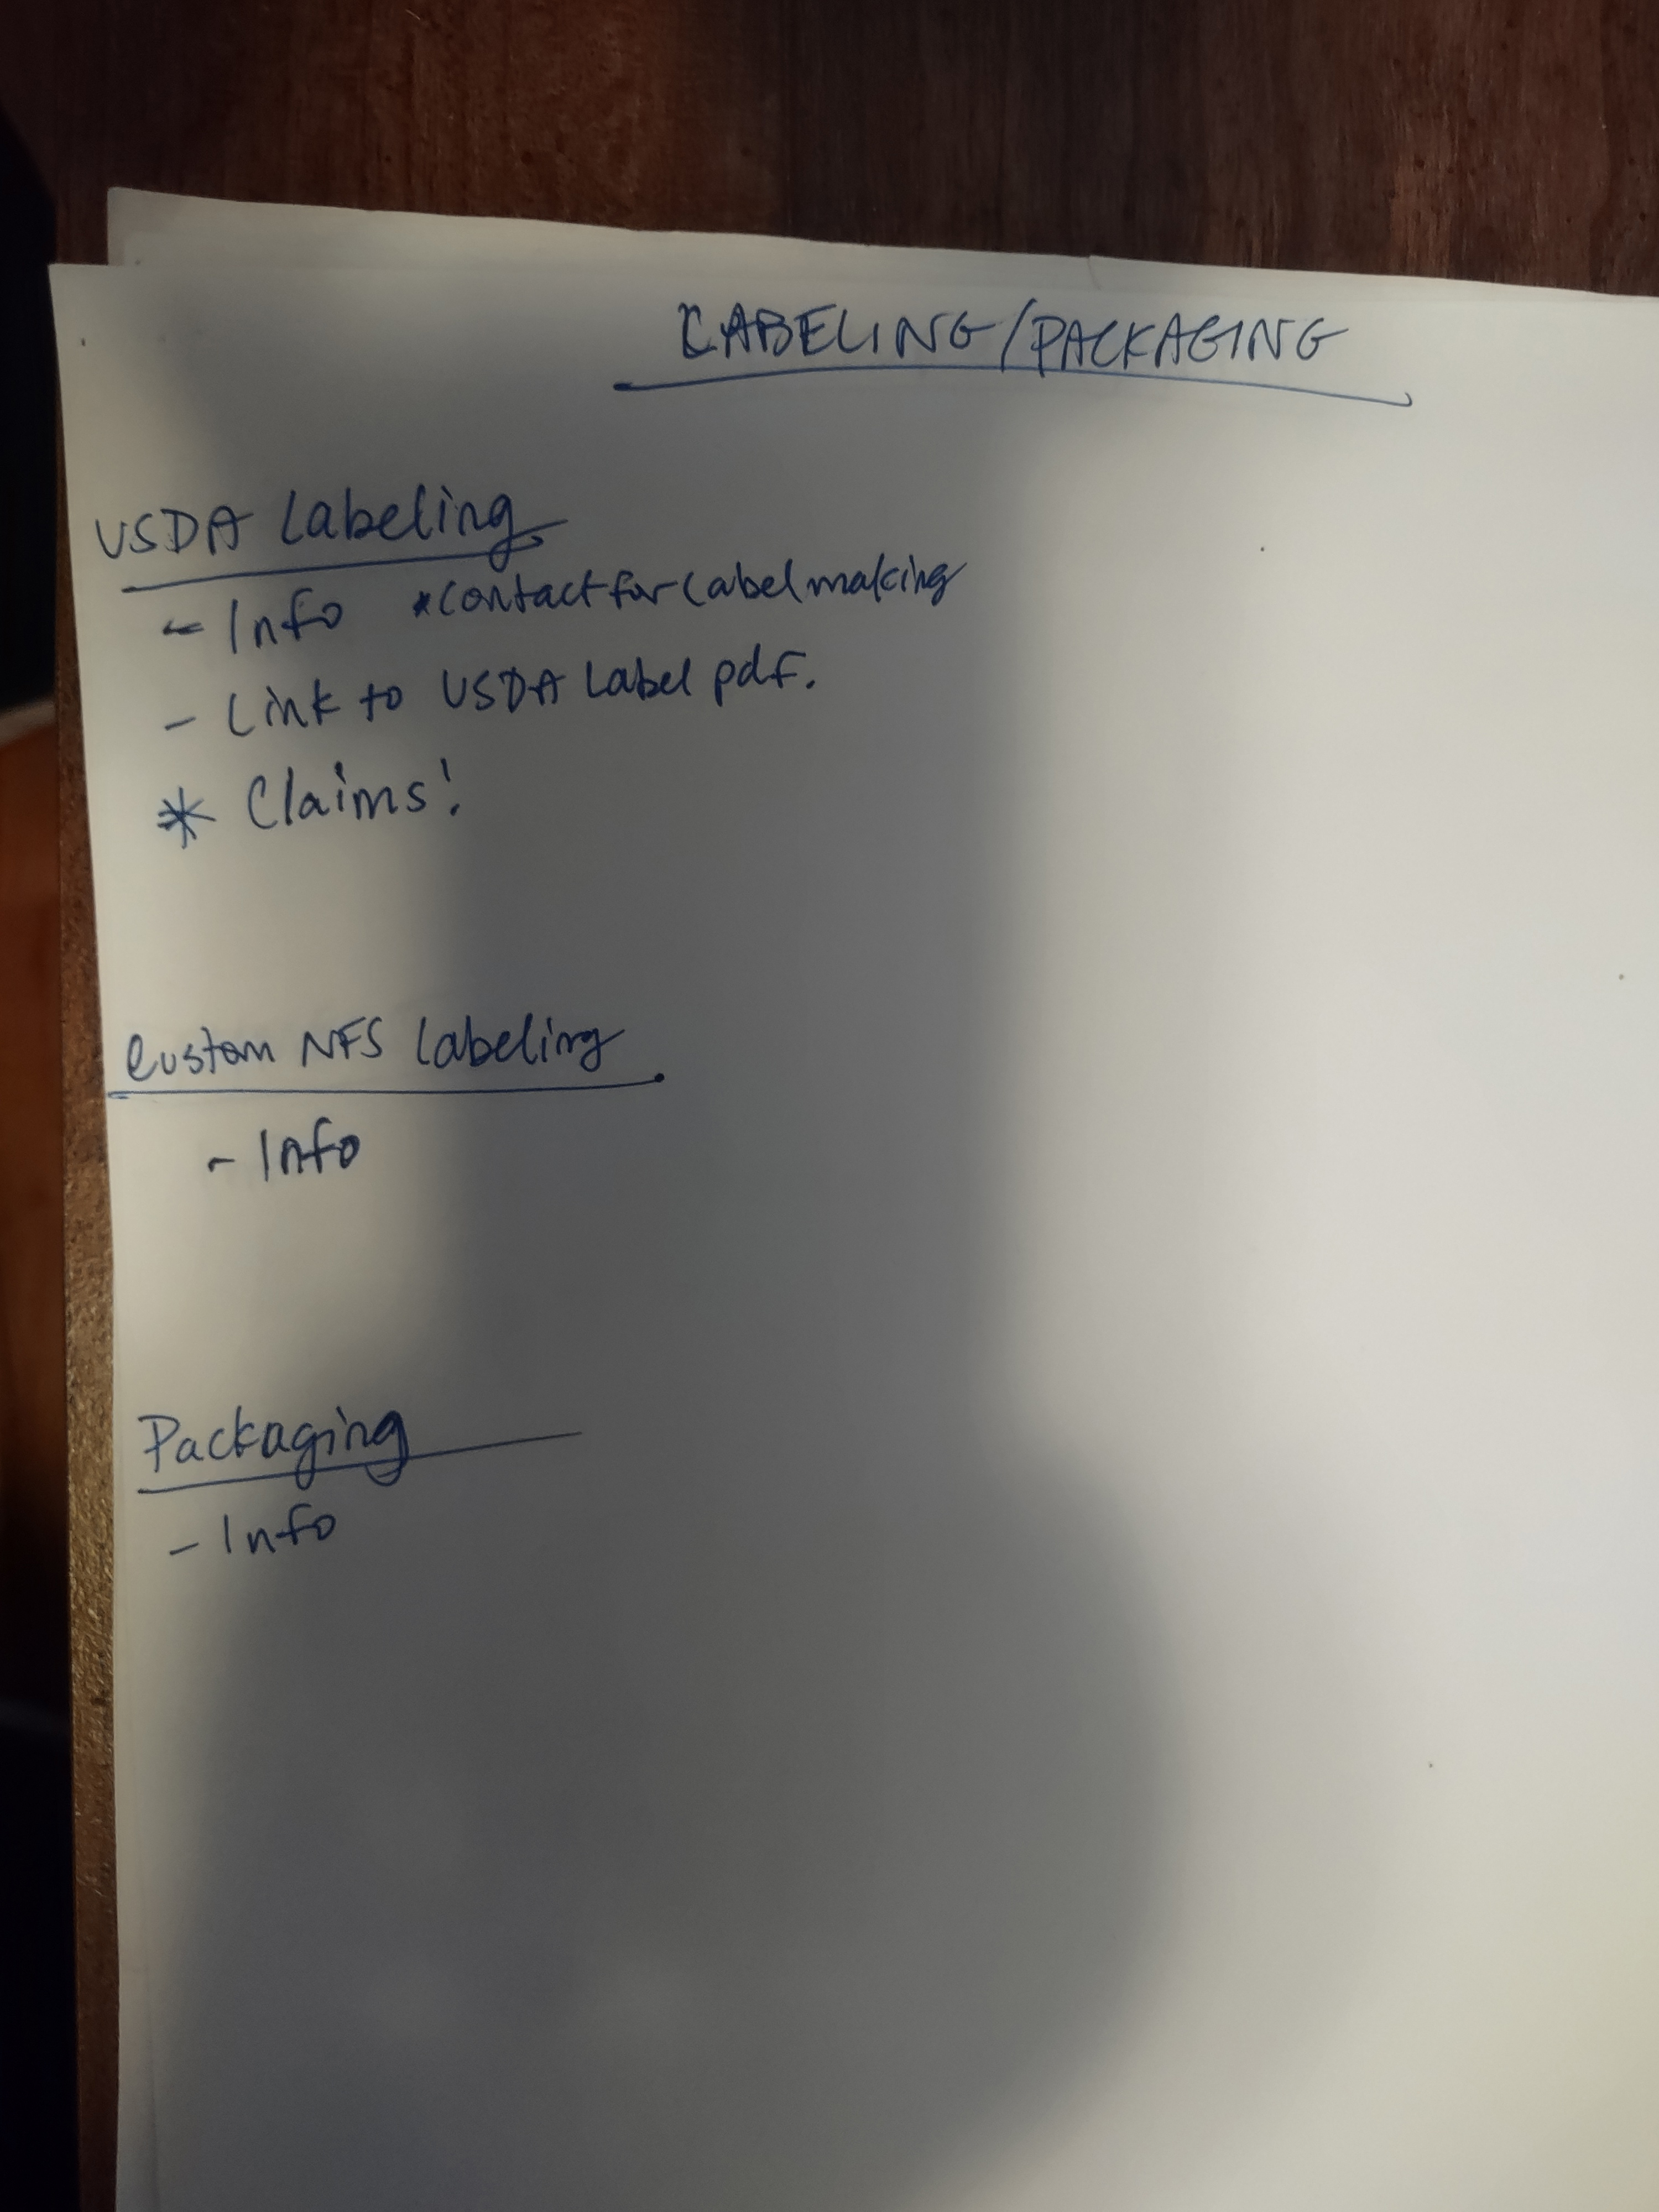 LABELING/PACKAGING
USDA Labeling
- Info *contact for label making
- Link to USDA Label pdf.
* Claims!
Custom NFS Labeling
- Info
Packaging
- Info